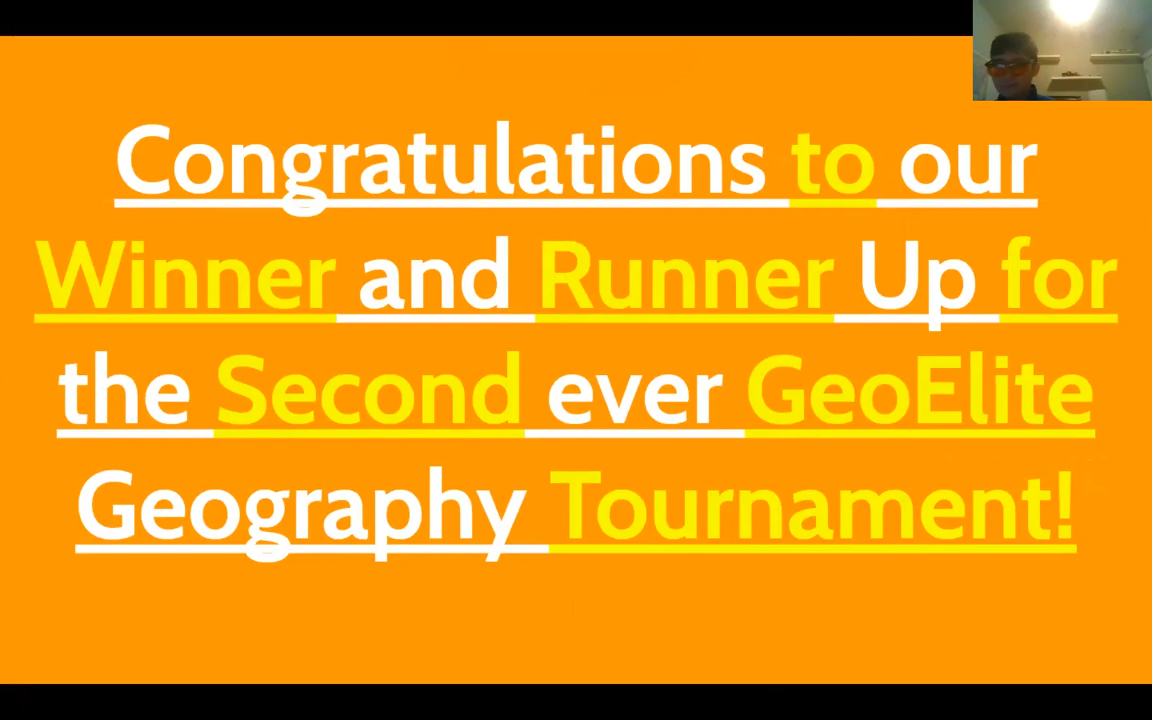 Congratulations to our
Winner and Runner Up for
the Second ever GeoElite
Geography Tournament!